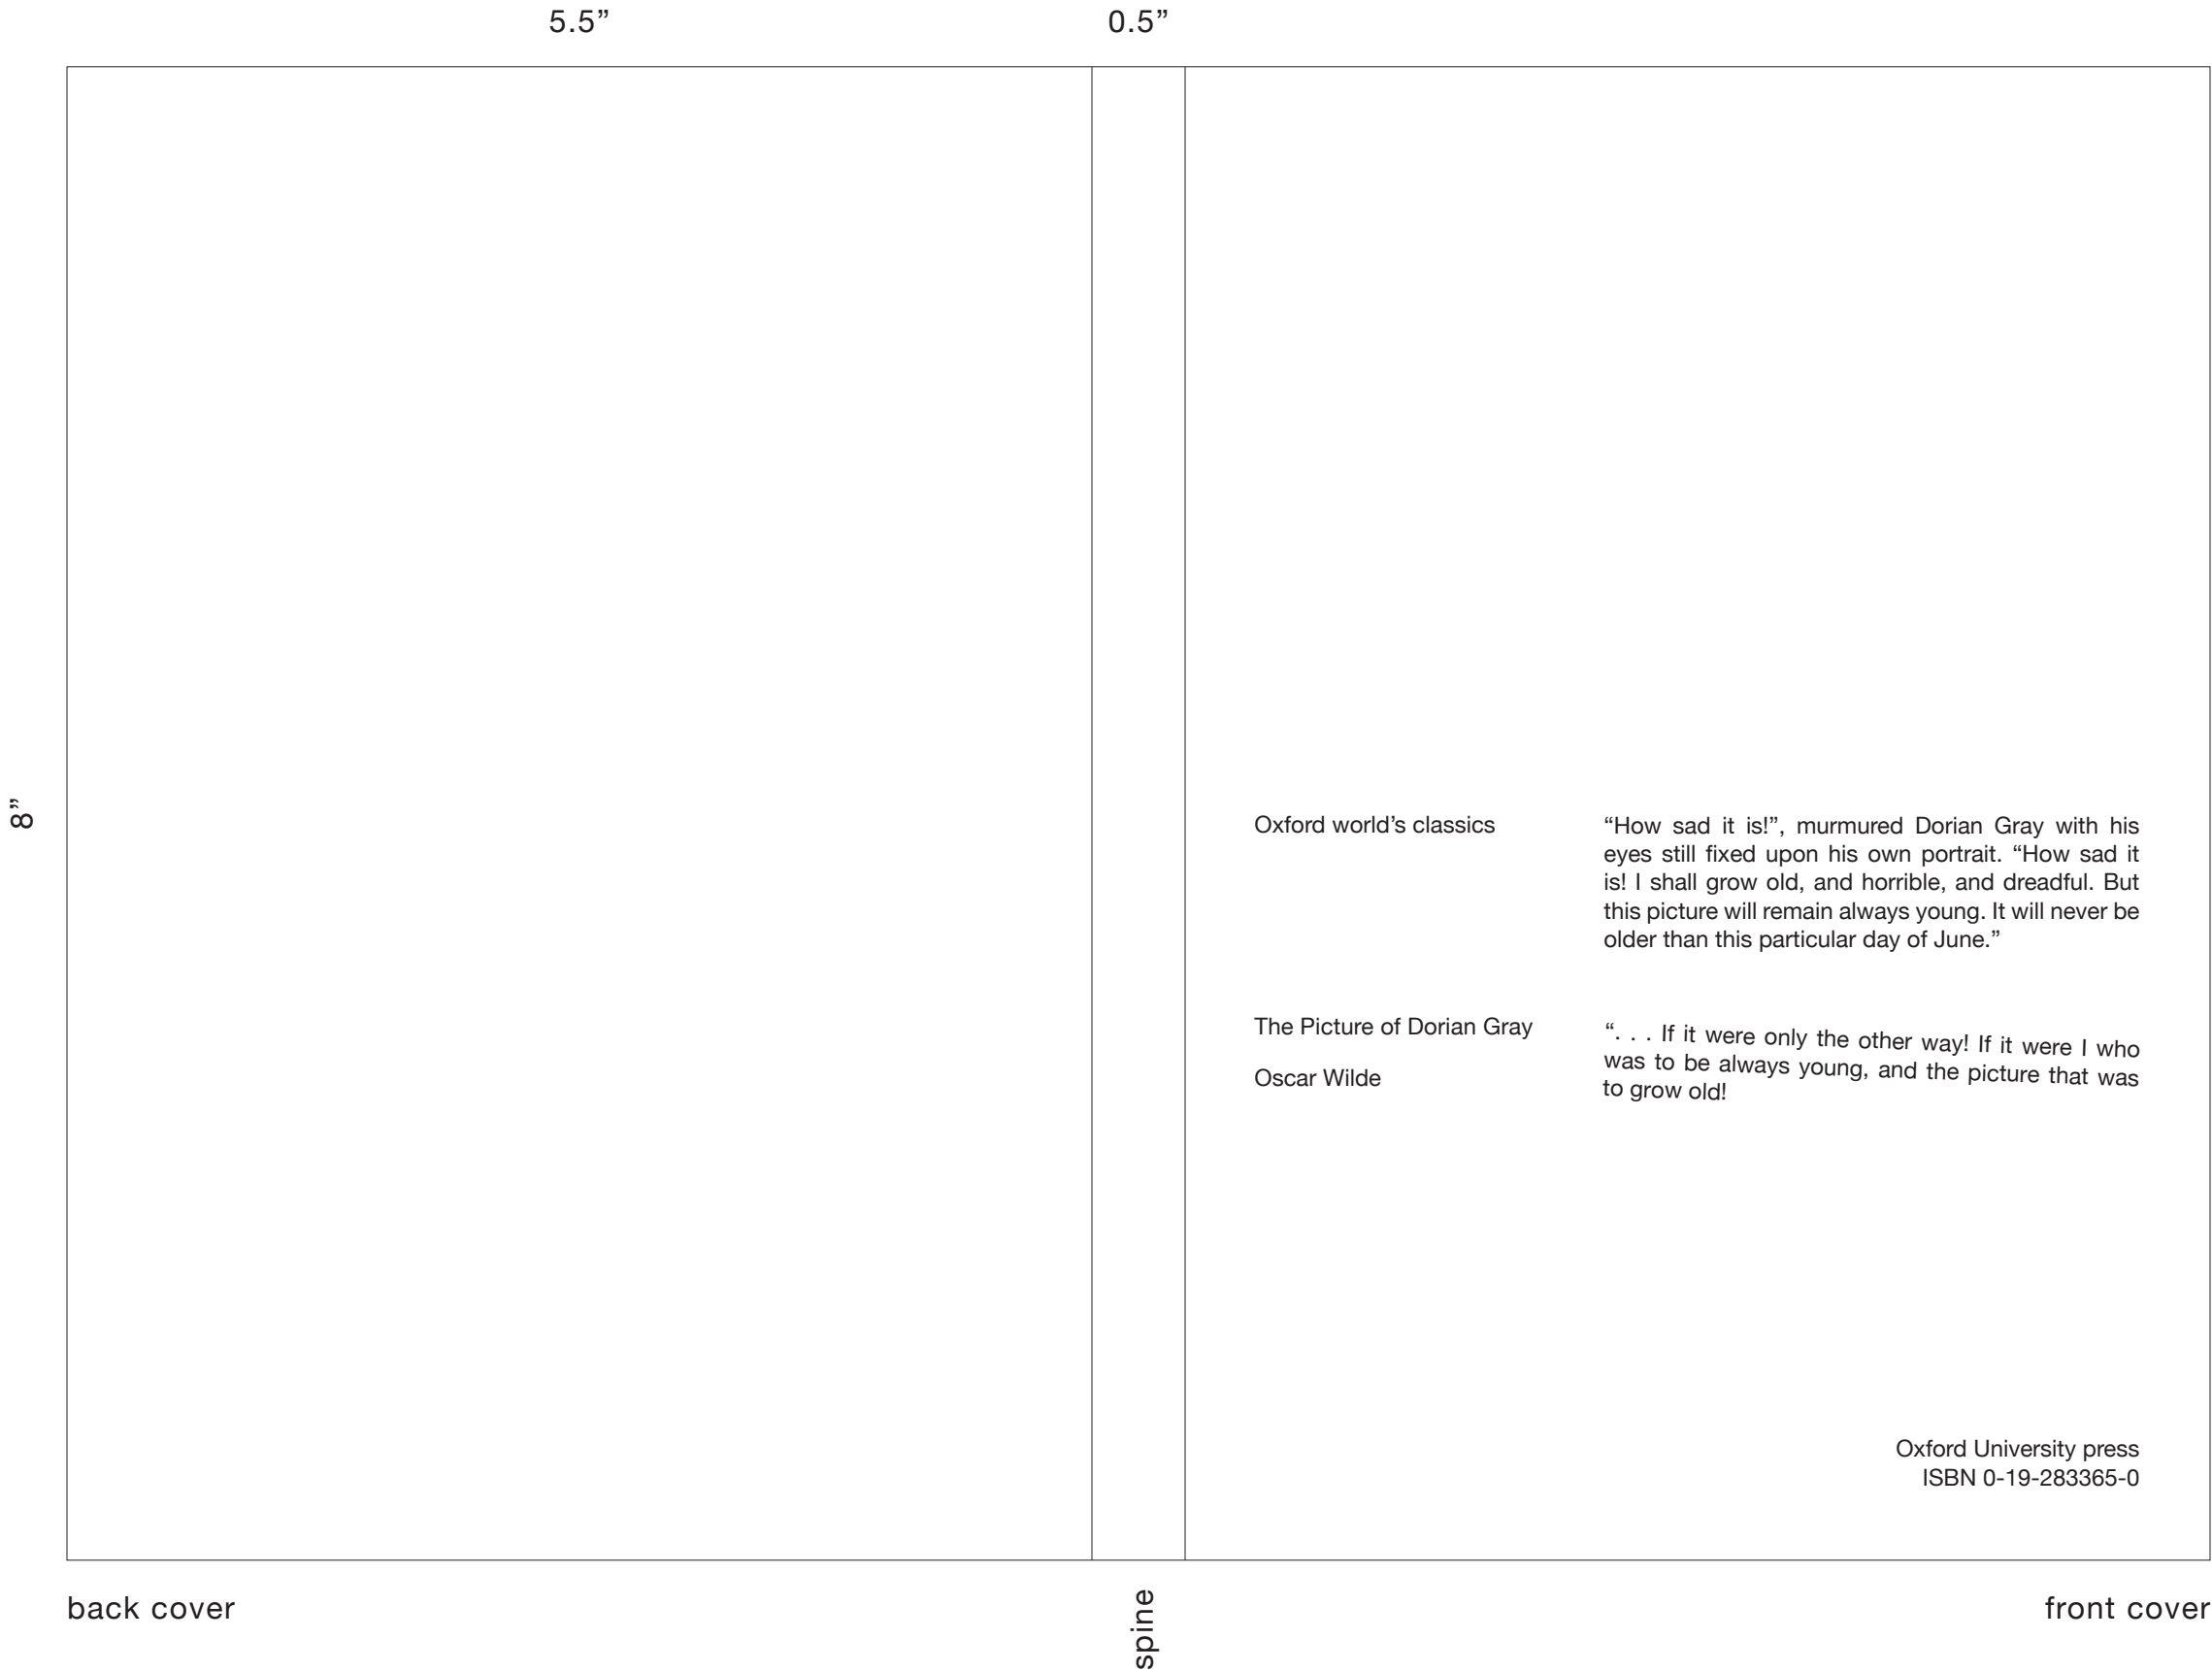 5.5” 0.5”
8”
Oxford world’s classics
“How sad it is!”, murmured Dorian Gray with his
eyes still fixed upon his own portrait. “How sad it
is! I shall grow old, and horrible, and dreadful. But
this picture will remain always young. It will never be
older than this particular day of June.”
The Picture of Dorian Gray
Oscar Wilde
“. . . If it were only the other way! If it were I who
was to be always young, and the picture that was
to grow old!
Oxford University press
ISBN 0-19-283365-0
back cover
spine
front cover